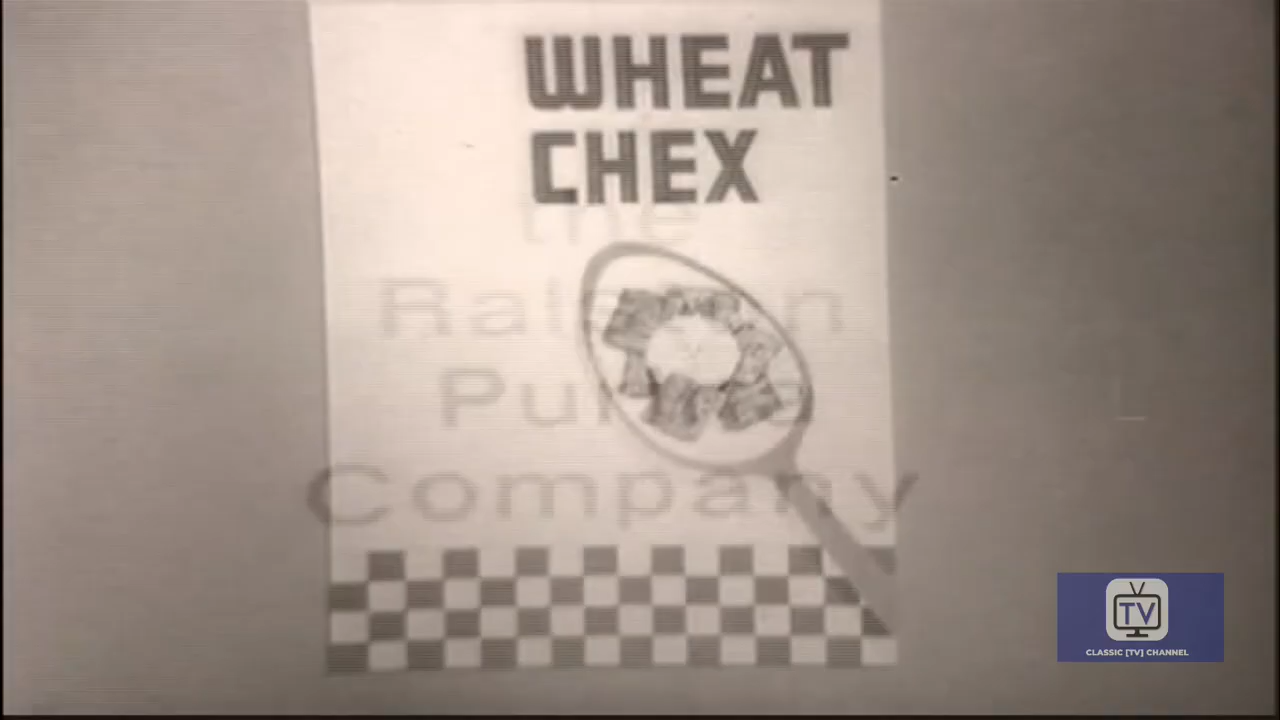 WHEAT
CHEX
the
Ralston
Purina
Company
TV
CLASSIC [TV] CHANNEL